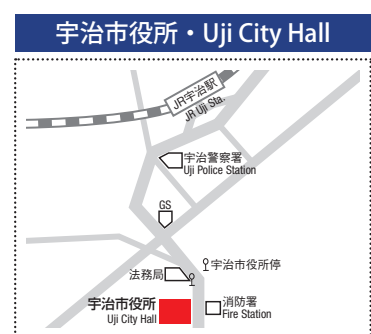 宇治市役所・Uji City Hall
JR宇治駅
JR Uji Sta.
宇治警察署
Uji Police Station
GS
宇治市役所停
法務局
宇治市役所
Uji City Hall
消防署
Fire Station